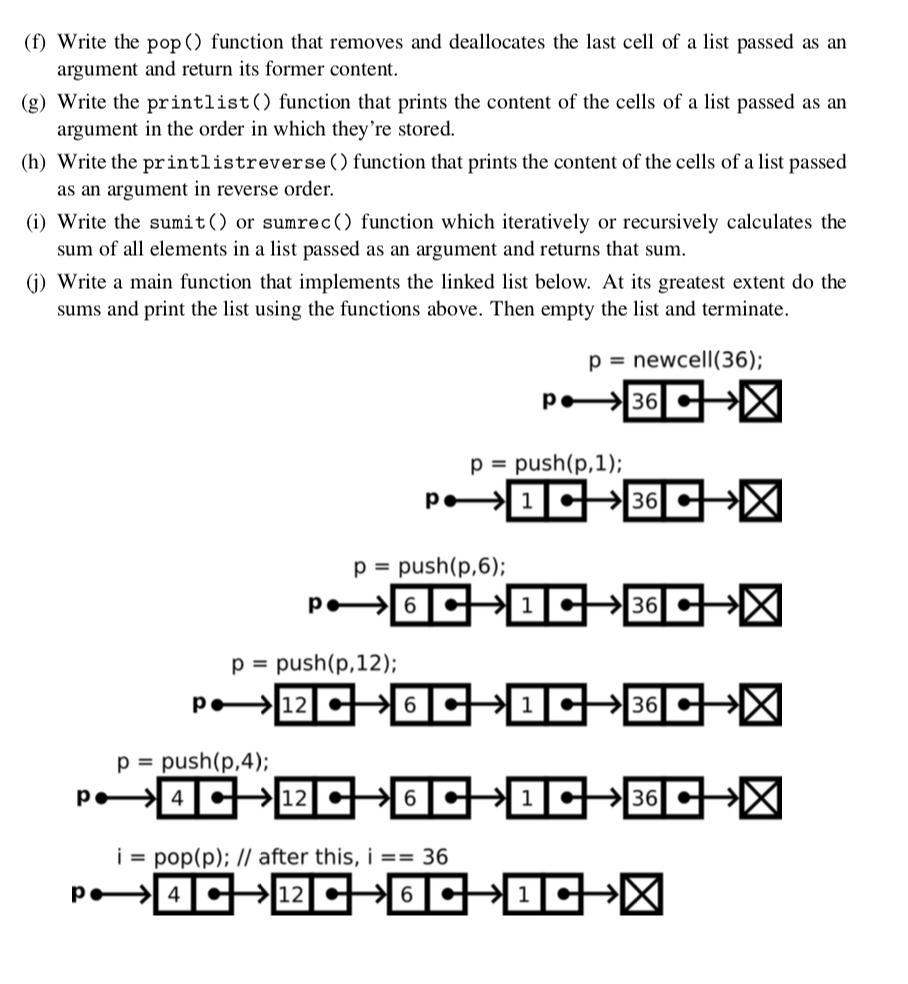 (f) Write the pop() function that removes and deallocates the last cell of a list passed as an
argument and return its former content.
(g) Write the printlist() function that prints the content of the cells of a list passed as an
argument in the order in which they're stored.
(h) Write the printlistreverse() function that prints the content of the cells of a list passed
as an argument in reverse order.
(i) Write the sumit() or sumrec() function which iteratively or recursively calculates the
sum of all elements in a list passed as an argument and returns that sum.
(j) Write a main function that implements the linked list below. At its greatest extent do the
sums and print the list using the functions above. Then empty the list and terminate.
p = newcell(36);
p 36
p = push(p,1);
p 1 36
p = push(p,6);
p 6 1 36
p = push(p,12);
p 12 6 1 36
p = push(p,4);
p 4 12 6 1 36
i = pop(p); // after this, i == 36
p 4 12 6 1